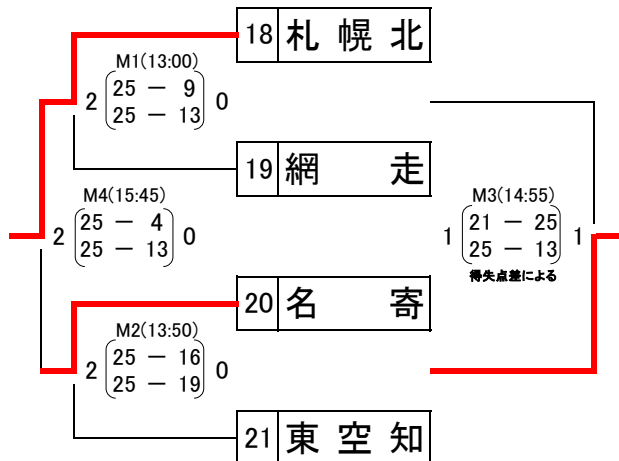 18 札幌北
M1(13:00)
2 25 － 9 0
25 － 13
19 網走
M4(15:45)
2 25 － 4 0
25 － 13
M3(14:55)
1 21 － 25 1
25 － 13
得失点差による
20 名寄
M2(13:50)
2 25 － 16 0
25 － 19
21 東空知